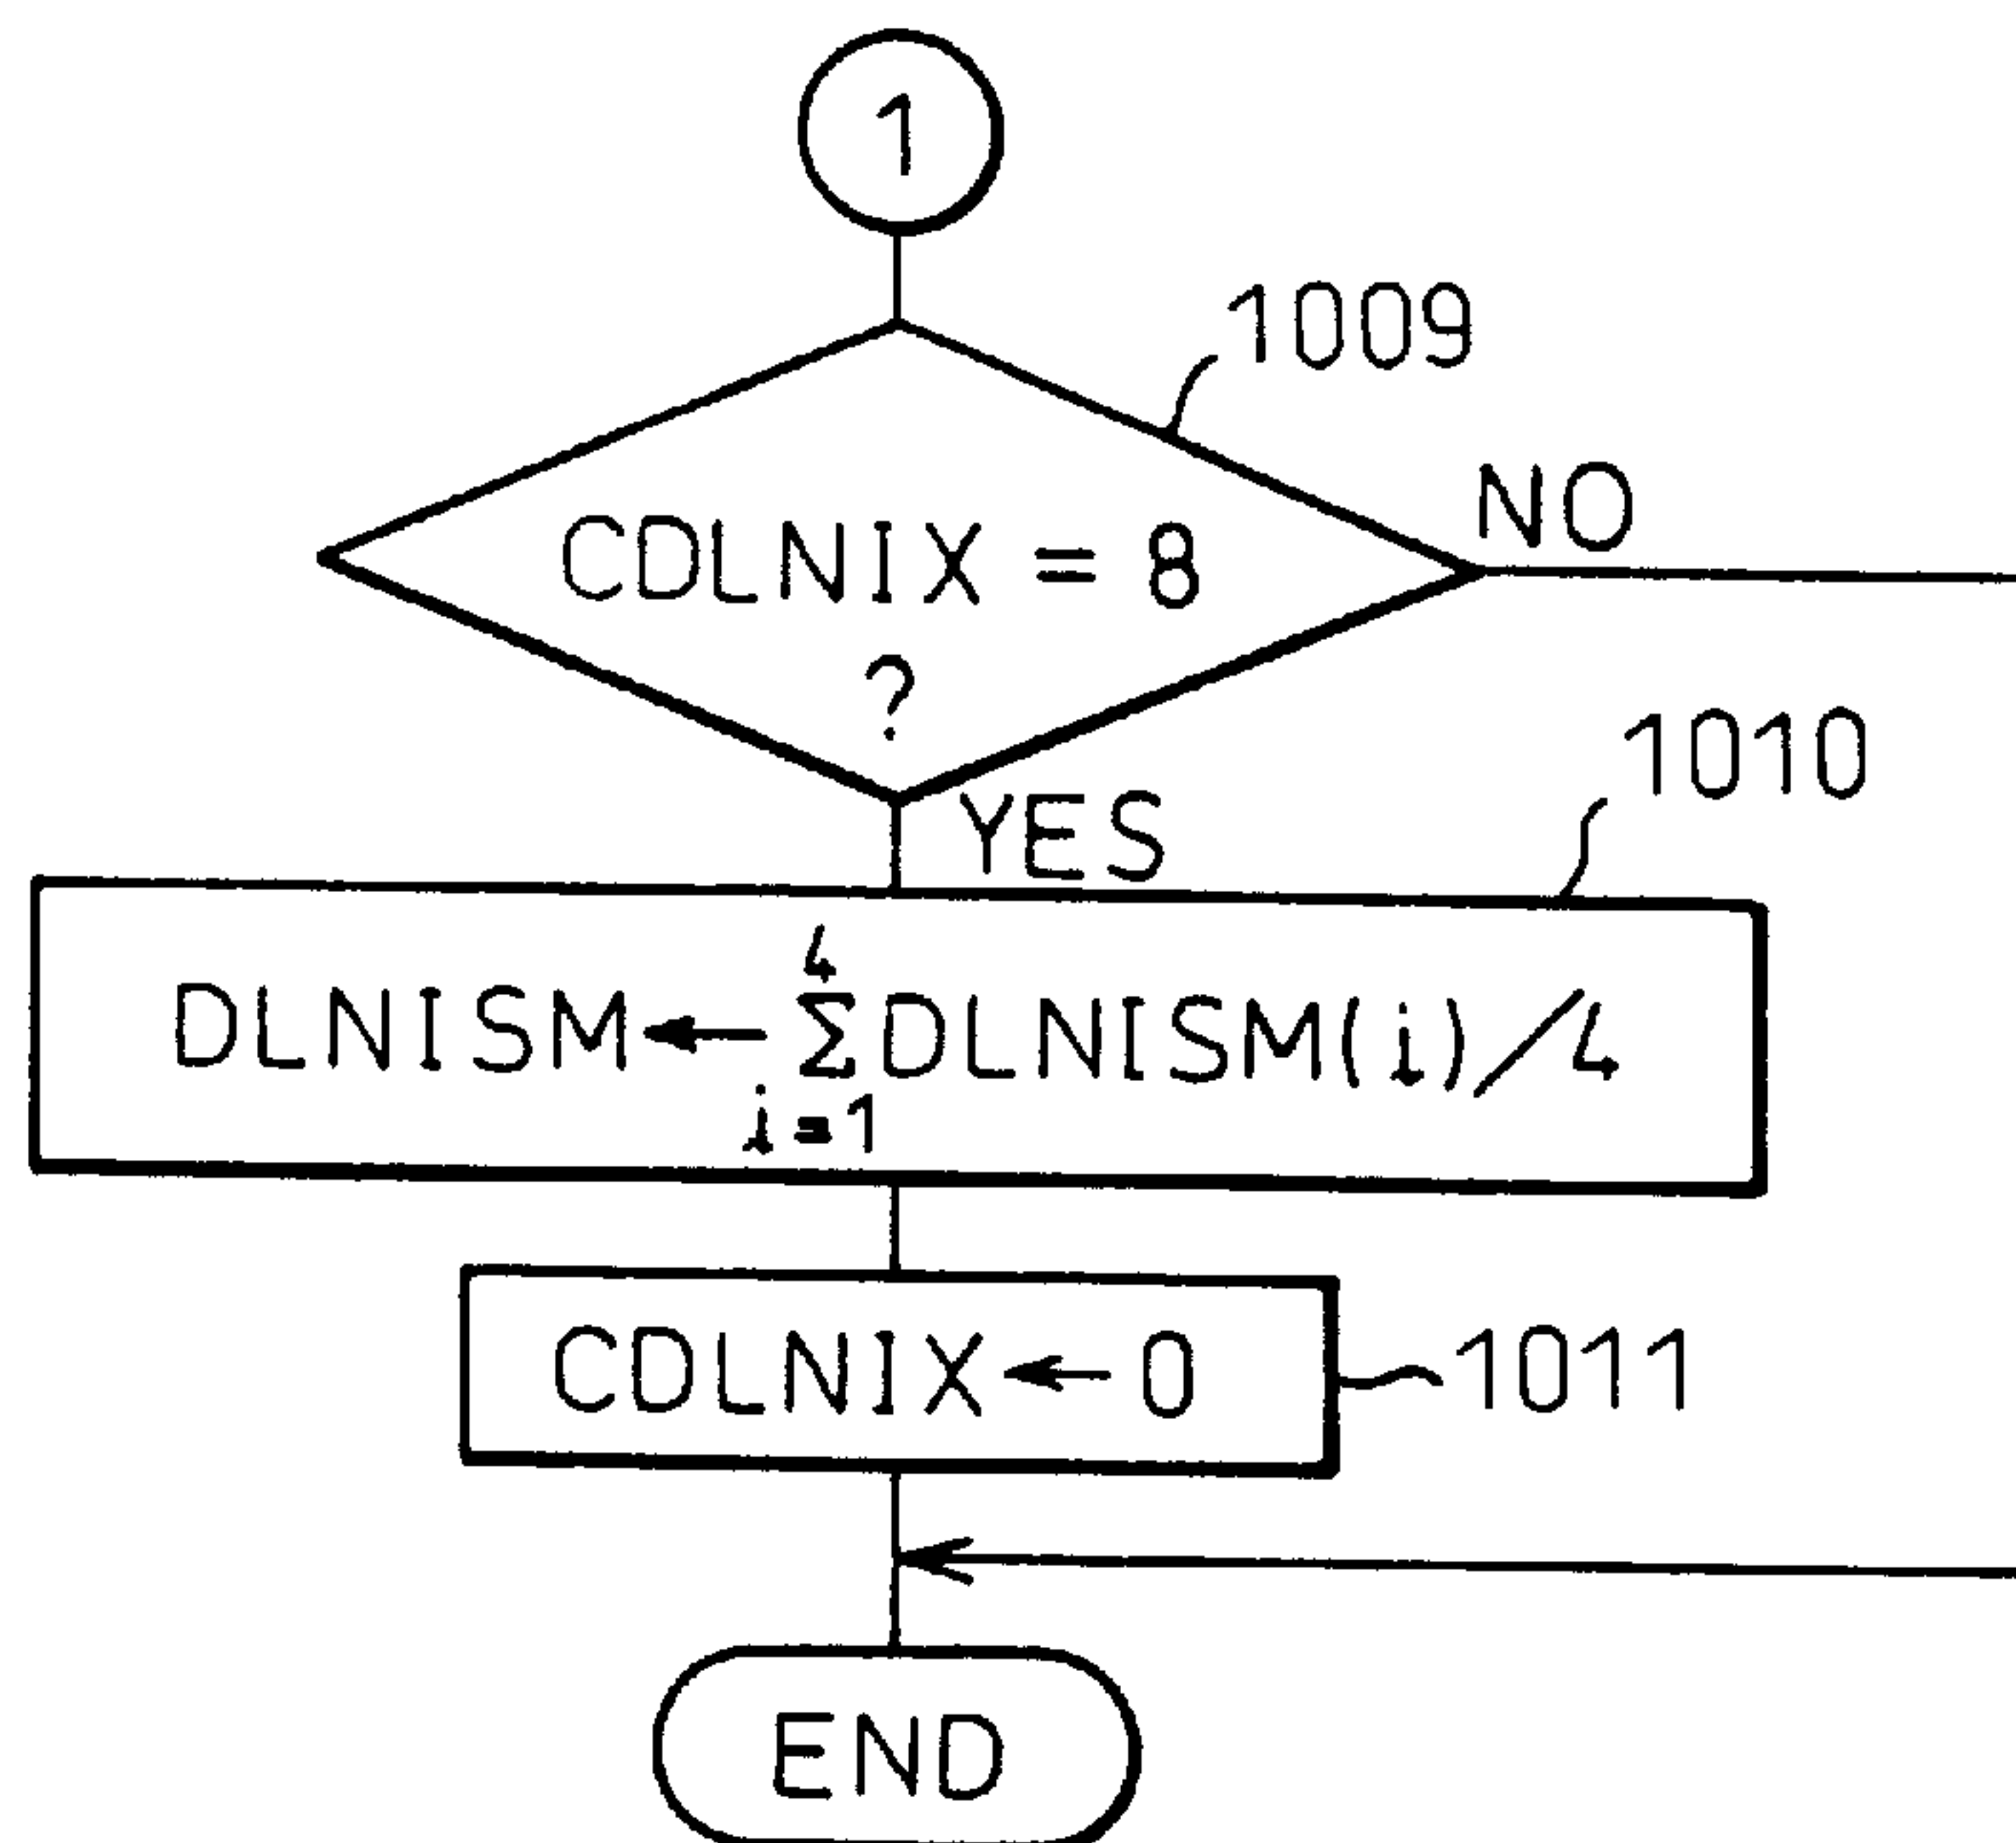 1
1009
CDLNIX = 8
?
NO
YES
1010
4
DLNISM ← Σ DLNISM(i)/4
i=1
CDLNIX ← 0
1011
END